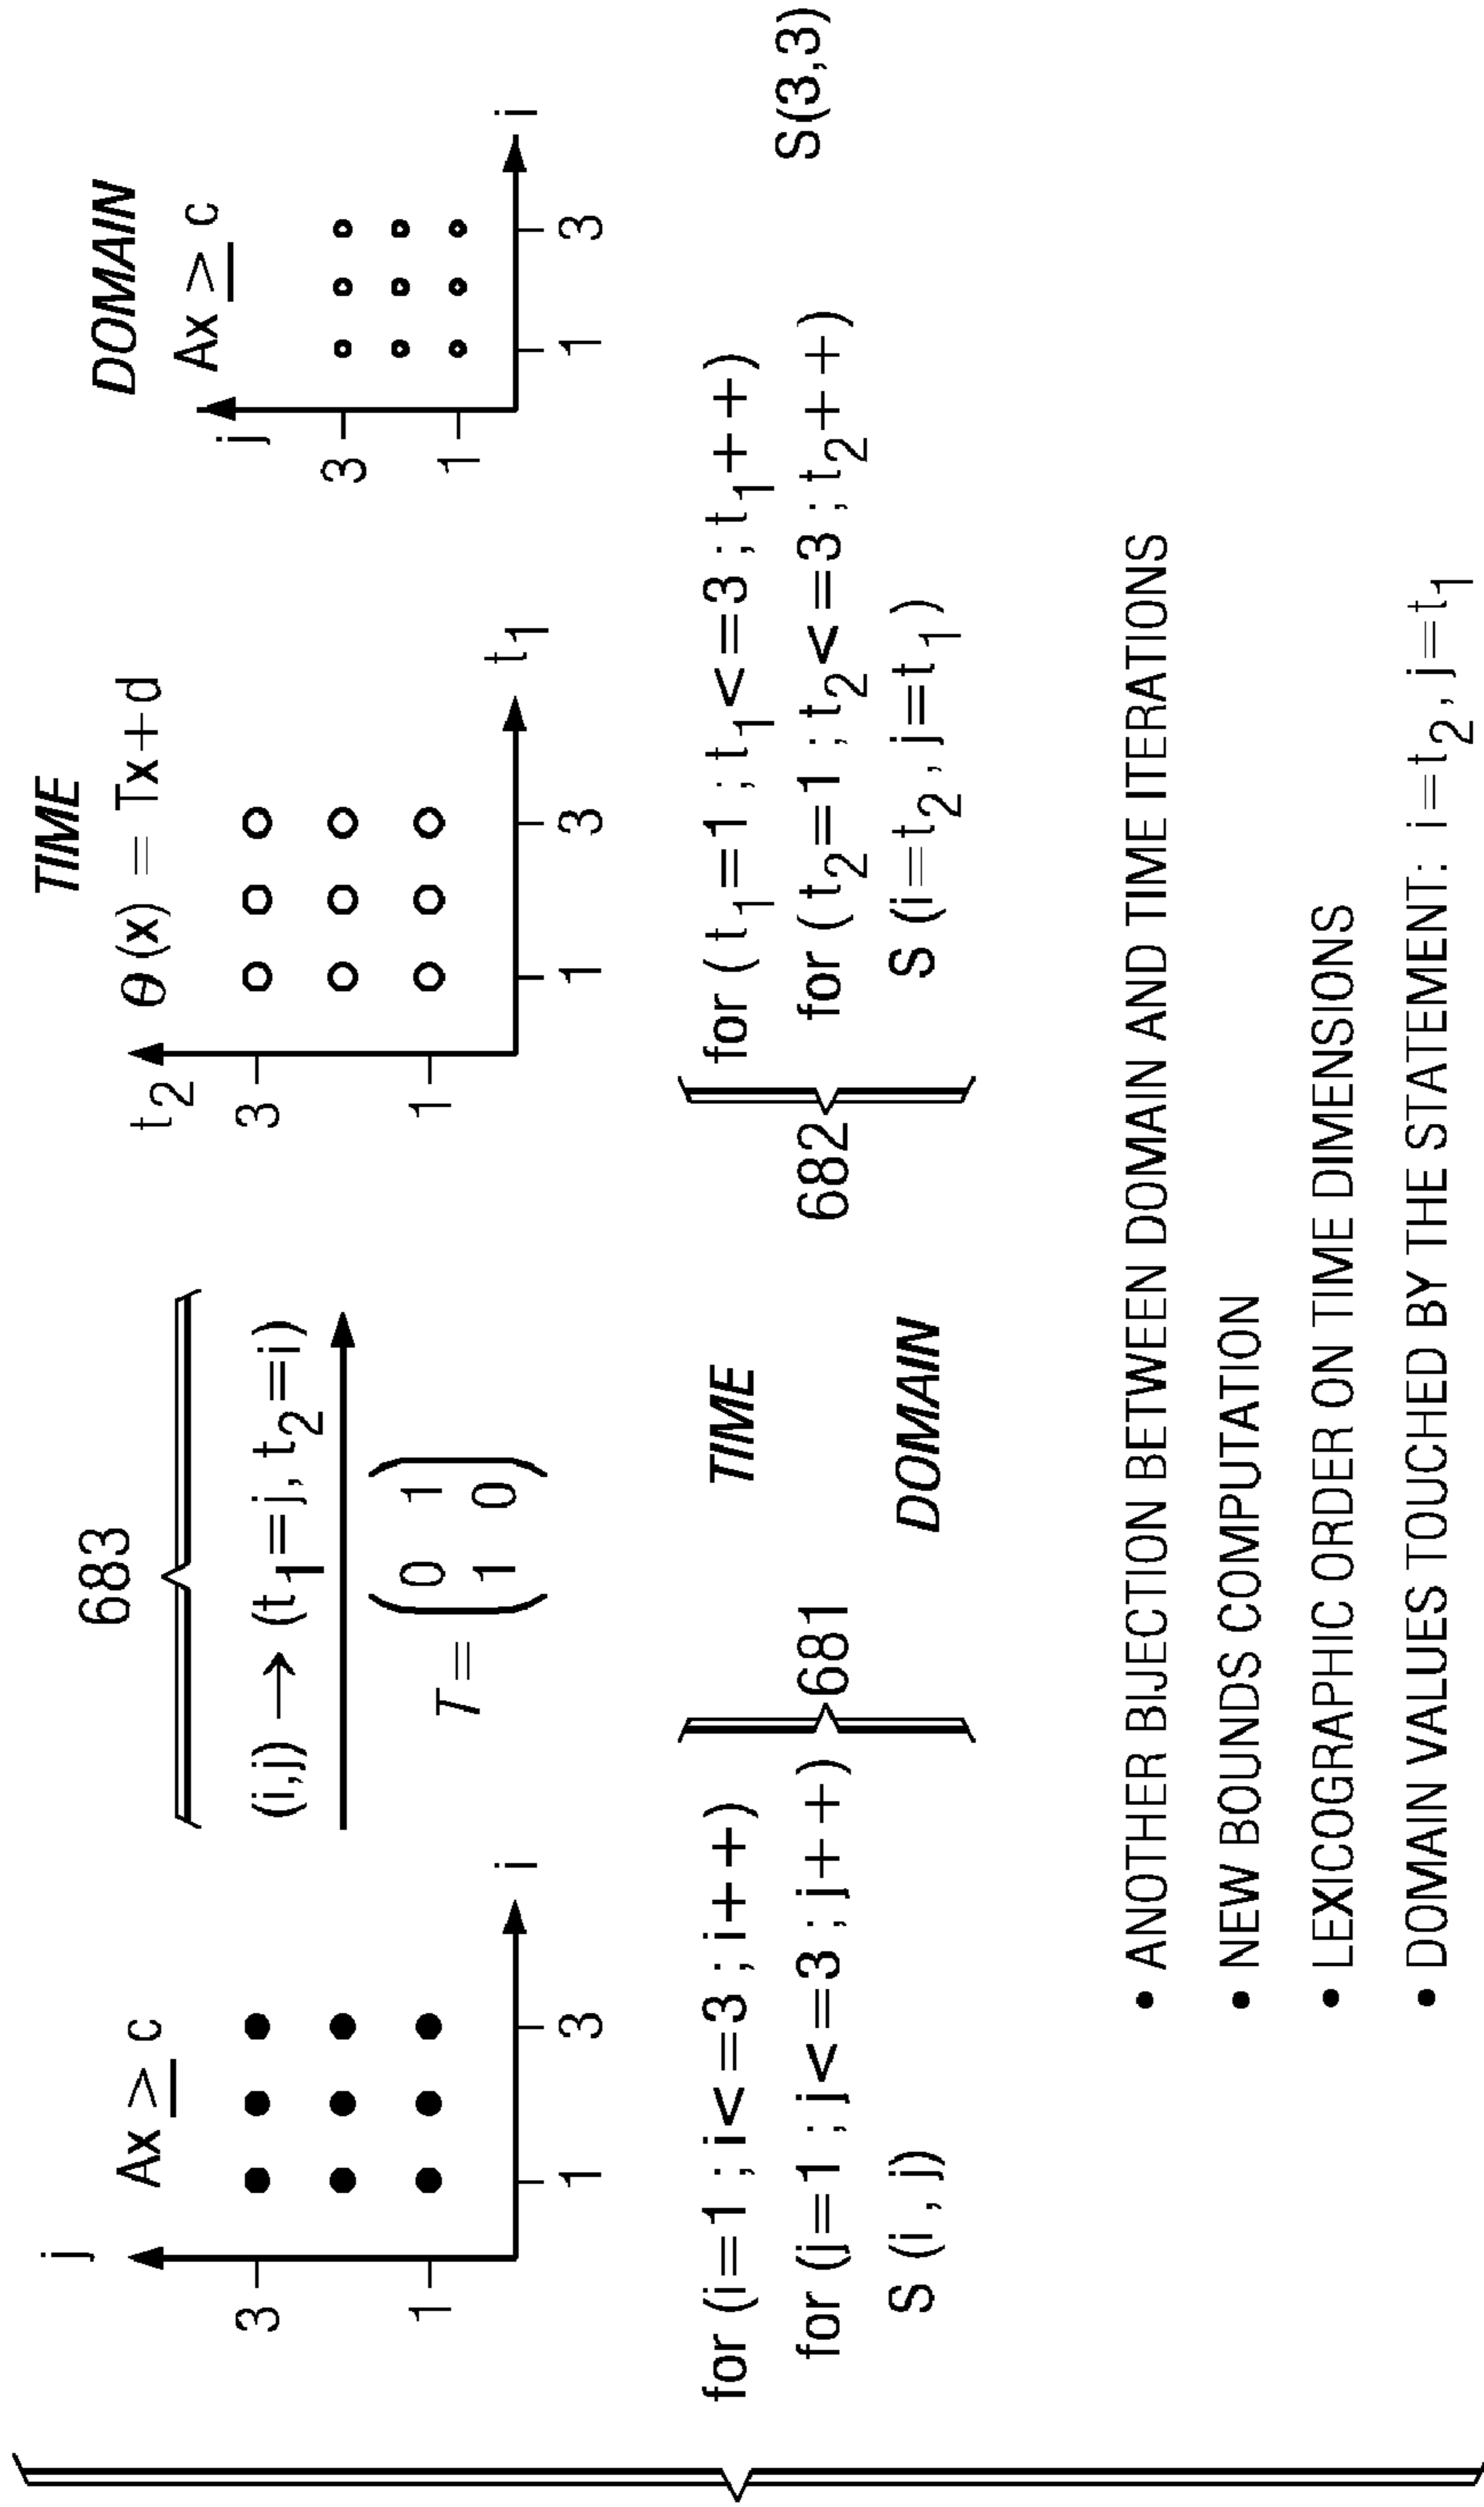 683
TIME
DOMAIN
j
Ax ≥ c
3
1
1
3
i
(i,j) → (t1=j, t2=i)
T= (0 1
1 0)
t2
θ(x) = Tx+d
3
1
1
3
t1
Ax ≥ c
j
3
1
1
3
i
for (i=1 ; i<=3 ; i++)
for (j=1 ; j<=3 ; j++)
S (i , j)
681
TIME
DOMAIN
682
for (t1=1 ; t1<=3 ; t1++)
for (t2=1 ; t2<=3 ; t2++)
S (i=t2 , j=t1)
S(3,3)
• ANOTHER BIJECTION BETWEEN DOMAIN AND TIME ITERATIONS
• NEW BOUNDS COMPUTATION
• LEXICOGRAPHIC ORDER ON TIME DIMENSIONS
• DOMAIN VALUES TOUCHED BY THE STATEMENT: i=t2, j=t1